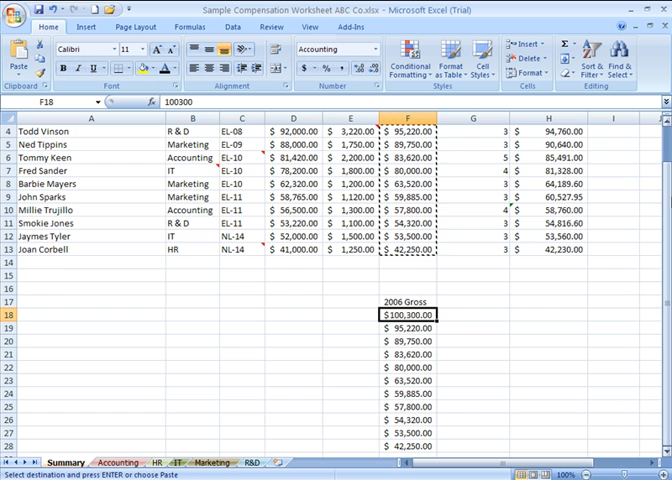 Sample Compensation Worksheet ABC Co.xlsx - Microsoft Excel (Trial)
Home Insert Page Layout Formulas Data Review View Add-Ins
Paste Calibri 11 A A Accounting Conditional Formatting Format as Table Cell Styles Insert Delete Format Sort & Filter Find & Select
B I U A $ % ,
Clipboard Font Alignment Number Styles Cells Editing
F18 fx 100300
A B C D E F G H I
4 Todd Vinson R & D EL-08 $ 92,000.00 $ 3,220.00 $ 95,220.00 3 $ 94,760.00
5 Ned Tippins Marketing EL-09 $ 88,000.00 $ 1,750.00 $ 89,750.00 3 $ 90,640.00
6 Tommy Keen Accounting EL-10 $ 81,420.00 $ 2,200.00 $ 83,620.00 5 $ 85,491.00
7 Fred Sander IT EL-10 $ 78,200.00 $ 1,800.00 $ 80,000.00 4 $ 81,328.00
8 Barbie Mayers Marketing EL-10 $ 62,320.00 $ 1,200.00 $ 63,520.00 3 $ 64,189.60
9 John Sparks Marketing EL-11 $ 58,765.00 $ 1,120.00 $ 59,885.00 3 $ 60,527.95
10 Millie Trujillo Accounting EL-11 $ 56,500.00 $ 1,300.00 $ 57,800.00 4 $ 58,760.00
11 Smokie Jones R & D EL-11 $ 53,220.00 $ 1,100.00 $ 54,320.00 3 $ 54,816.60
12 Jaymes Tyler IT NL-14 $ 52,000.00 $ 1,500.00 $ 53,500.00 3 $ 53,560.00
13 Joan Corbell HR NL-14 $ 41,000.00 $ 1,250.00 $ 42,250.00 3 $ 42,230.00
14
15
16
17 2006 Gross
18 $100,300.00
19 $ 95,220.00
20 $ 89,750.00
21 $ 83,620.00
22 $ 80,000.00
23 $ 63,520.00
24 $ 59,885.00
25 $ 57,800.00
26 $ 54,320.00
27 $ 53,500.00
28 $ 42,250.00
Summary Accounting HR IT Marketing R&D
Select destination and press ENTER or choose Paste 100%